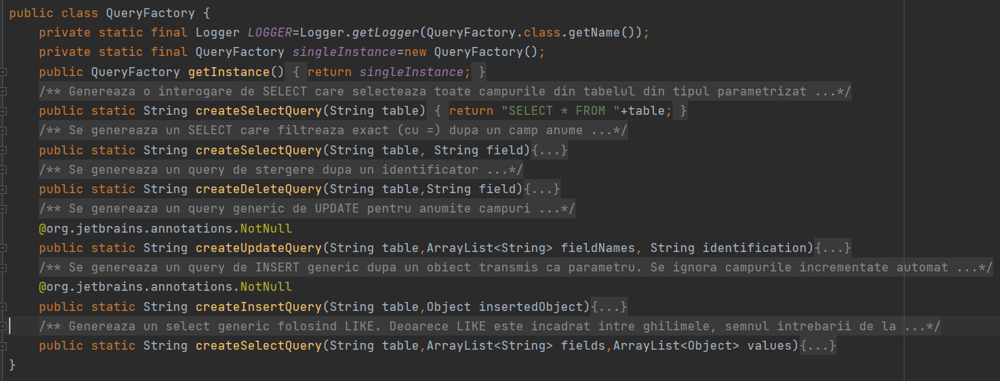 public class QueryFactory {
    private static final Logger LOGGER=Logger.getLogger(QueryFactory.class.getName());
    private static final QueryFactory singleInstance=new QueryFactory();
    public QueryFactory getInstance() { return singleInstance; }
    /** Genereaza o interogare de SELECT care selecteaza toate campurile din tabelul din tipul parametrizat ...*/
    public static String createSelectQuery(String table) { return "SELECT * FROM "+table; }
    /** Se genereaza un SELECT care filtreaza exact (cu =) dupa un camp anume ...*/
    public static String createSelectQuery(String table, String field){...}
    /** Se genereaza un query de stergere dupa un identificator ...*/
    public static String createDeleteQuery(String table,String field){...}
    /** Se genereaza un query generic de UPDATE pentru anumite campuri ...*/
    @org.jetbrains.annotations.NotNull
    public static String createUpdateQuery(String table,ArrayList<String> fieldNames, String identification){...}
    /** Se genereaza un query de INSERT generic dupa un obiect transmis ca parametru. Se ignora campurile incrementate automat ...*/
    @org.jetbrains.annotations.NotNull
    public static String createInsertQuery(String table,Object insertedObject){...}
    /** Genereaza un select generic folosind LIKE. Deoarece LIKE este incadrat intre ghilimele, semnul intrebarii de la ...*/
    public static String createSelectQuery(String table,ArrayList<String> fields,ArrayList<Object> values){...}
}